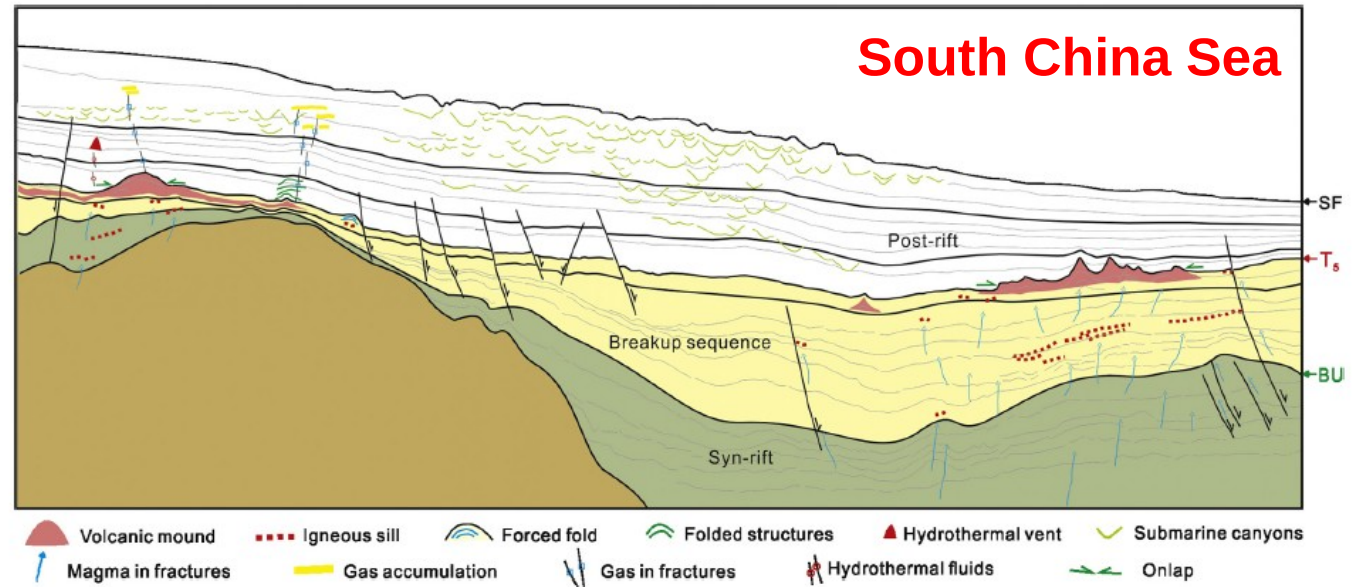 South China Sea
SF
Post-rift
T5
Breakup sequence
BU
Syn-rift
Volcanic mound
Igneous sill
Forced fold
Folded structures
Hydrothermal vent
Submarine canyons
Magma in fractures
Gas accumulation
Gas in fractures
Hydrothermal fluids
Onlap